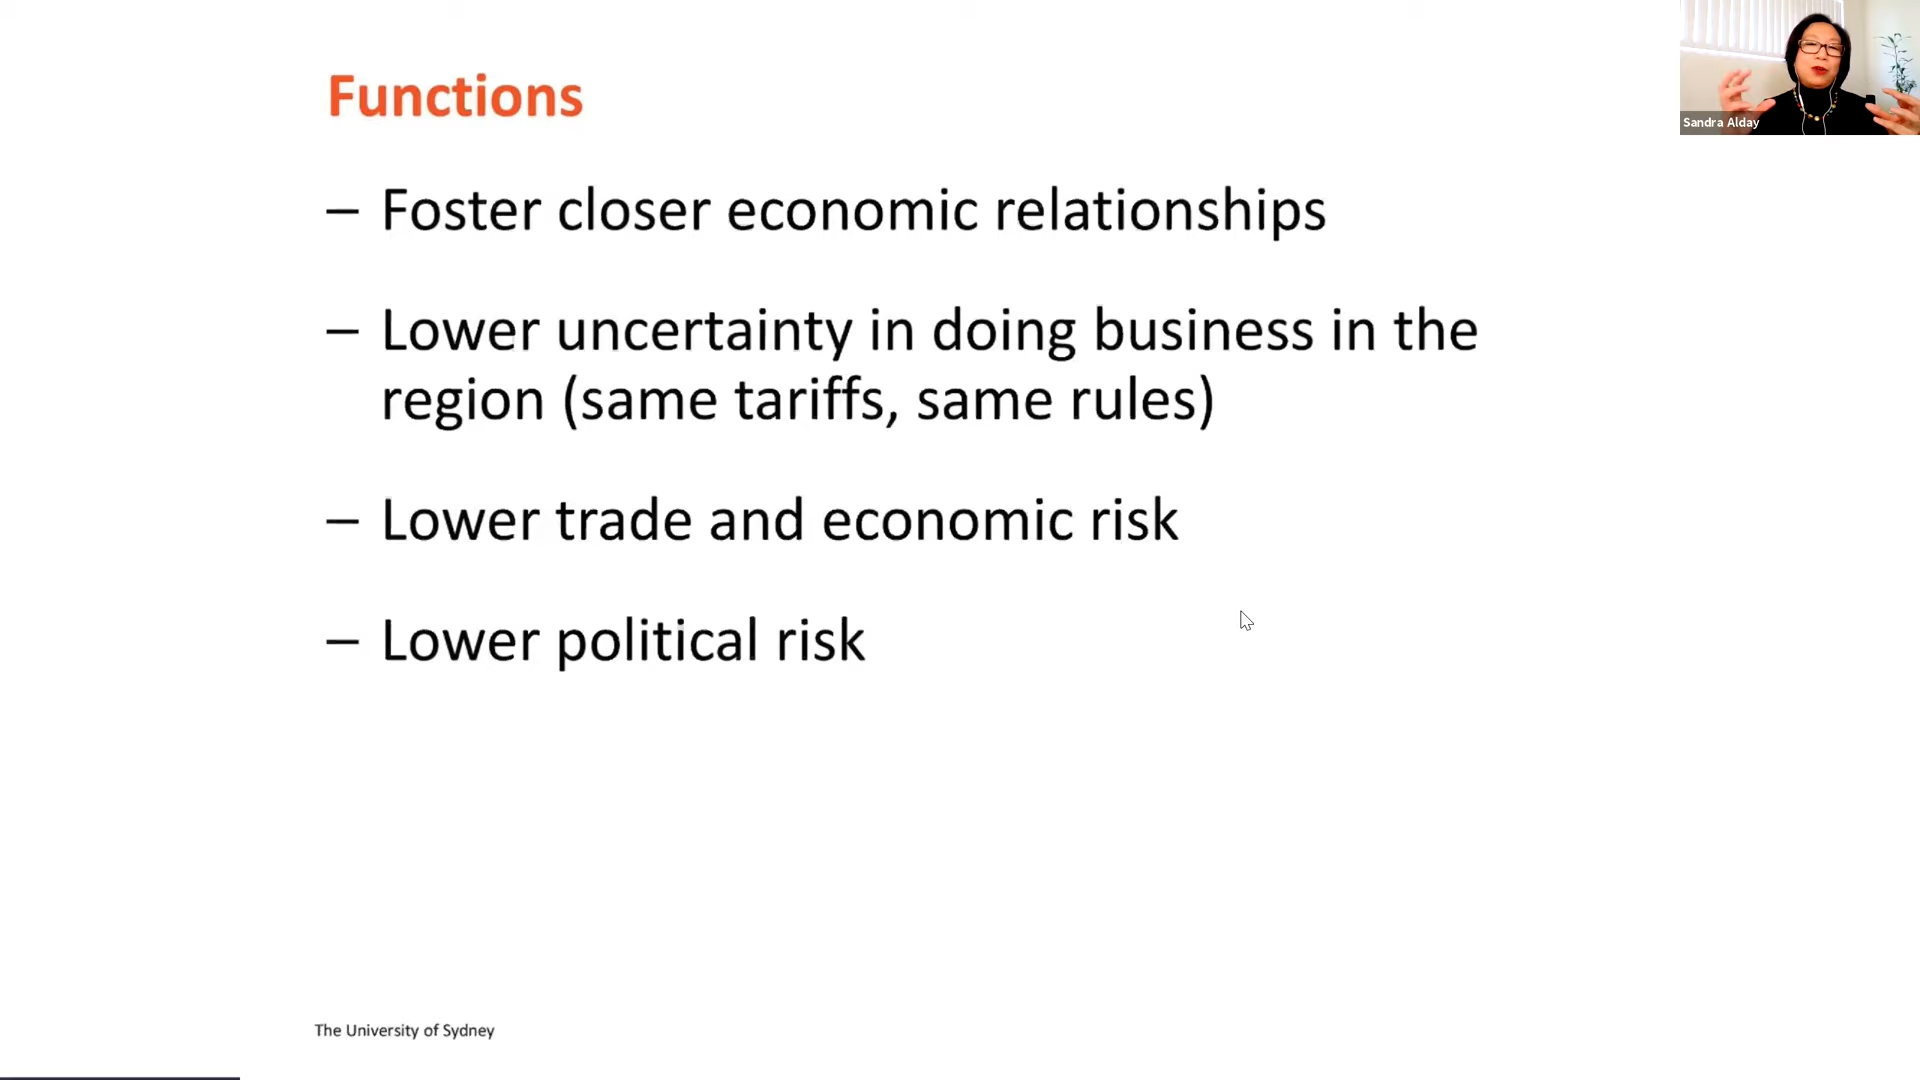 Functions
Sandra Alday
– Foster closer economic relationships
– Lower uncertainty in doing business in the
region (same tariffs, same rules)
– Lower trade and economic risk
– Lower political risk
The University of Sydney